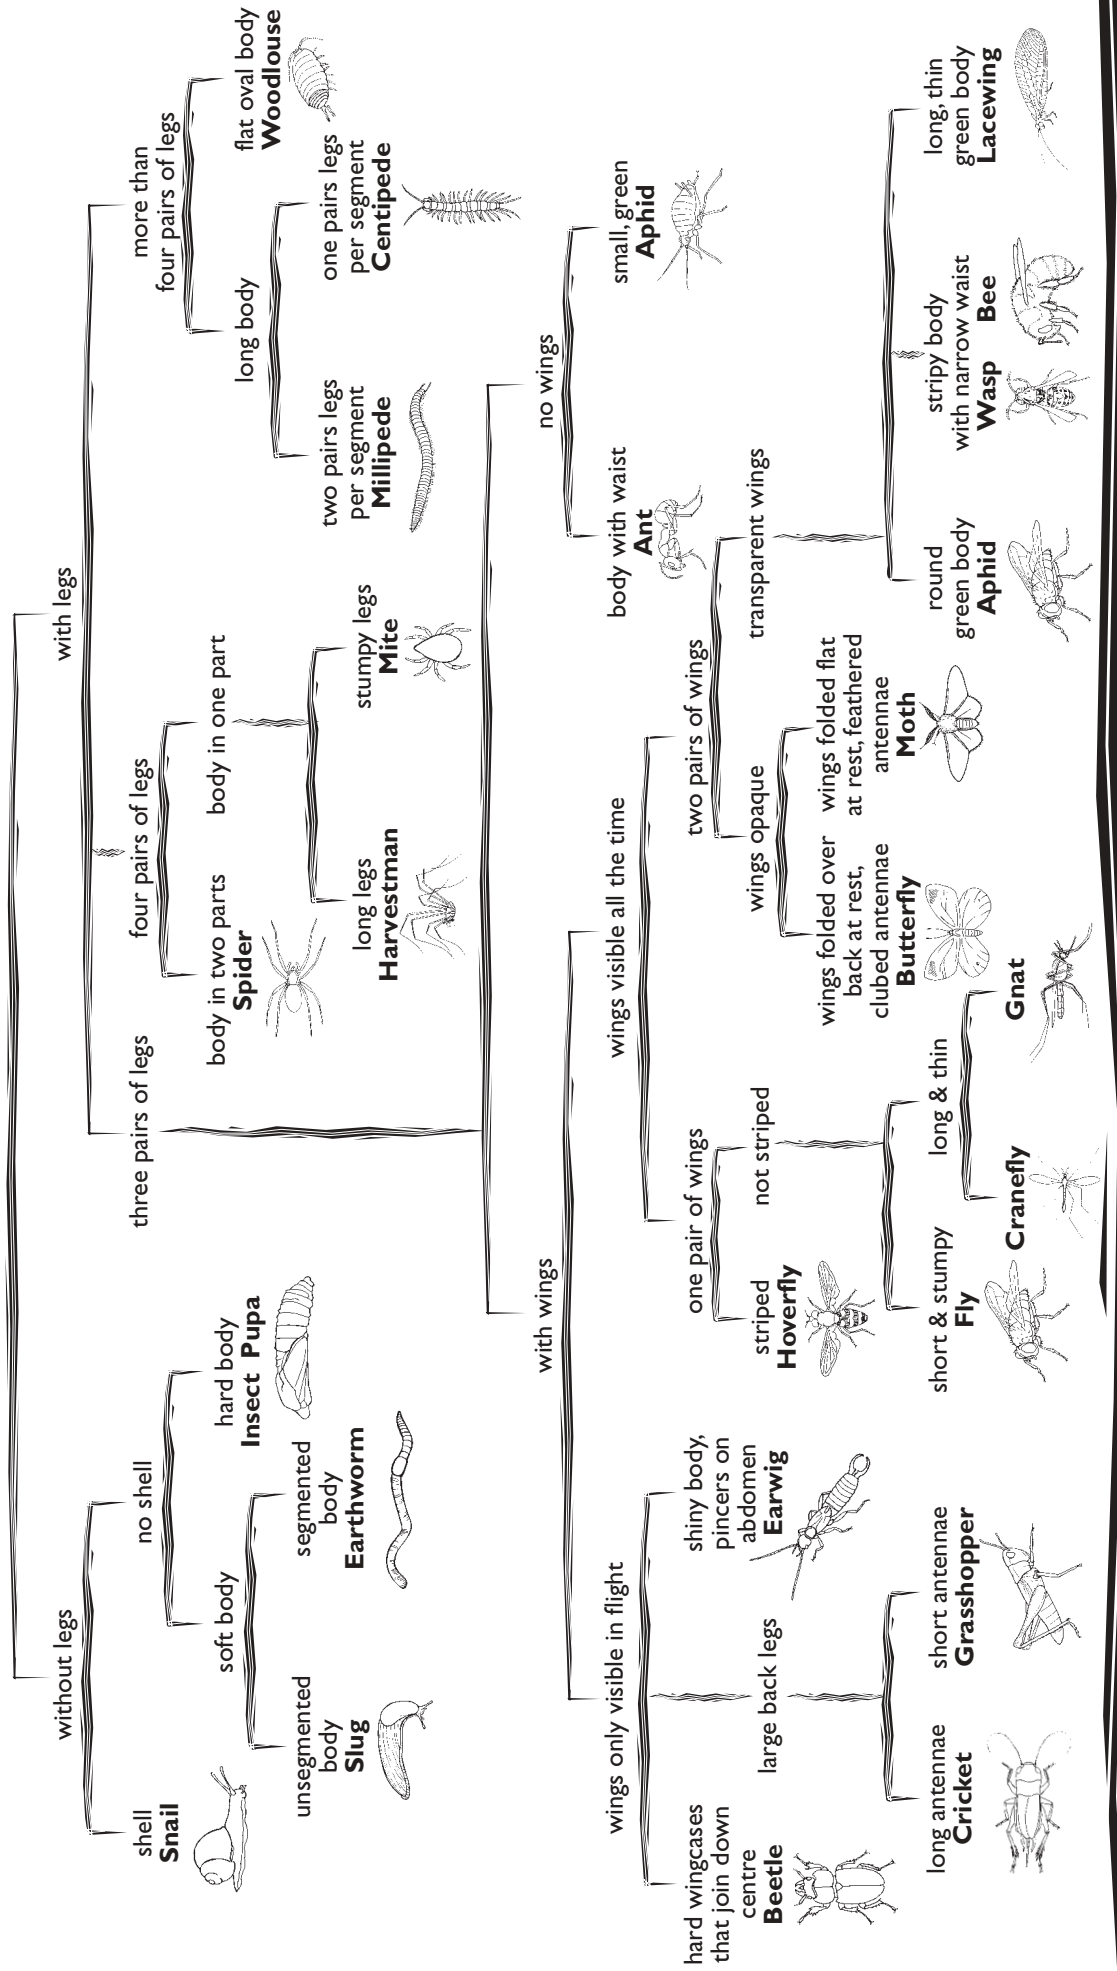 without legs
with legs
shell
Snail
no shell
soft body
hard body
Insect Pupa
unsegmented
body
Slug
segmented
body
Earthworm
three pairs of legs
four pairs of legs
more than
four pairs of legs
body in two parts
Spider
body in one part
long legs
Harvestman
stumpy legs
Mite
long body
flat oval body
Woodlouse
two pairs legs
per segment
Millipede
one pairs legs
per segment
Centipede
with wings
no wings
wings only visible in flight
wings visible all the time
body with waist
Ant
small, green
Aphid
hard wingcases
that join down
centre
Beetle
large back legs
shiny body,
pincers on
abdomen
Earwig
long antennae
Cricket
short antennae
Grasshopper
one pair of wings
two pairs of wings
striped
Hoverfly
not striped
short & stumpy
Fly
long & thin
Cranefly
Gnat
wings opaque
transparent wings
wings folded over
back at rest,
clubed antennae
Butterfly
wings folded flat
at rest, feathered
antennae
Moth
round
green body
Aphid
stripy body
with narrow waist
Wasp Bee
long, thin
green body
Lacewing